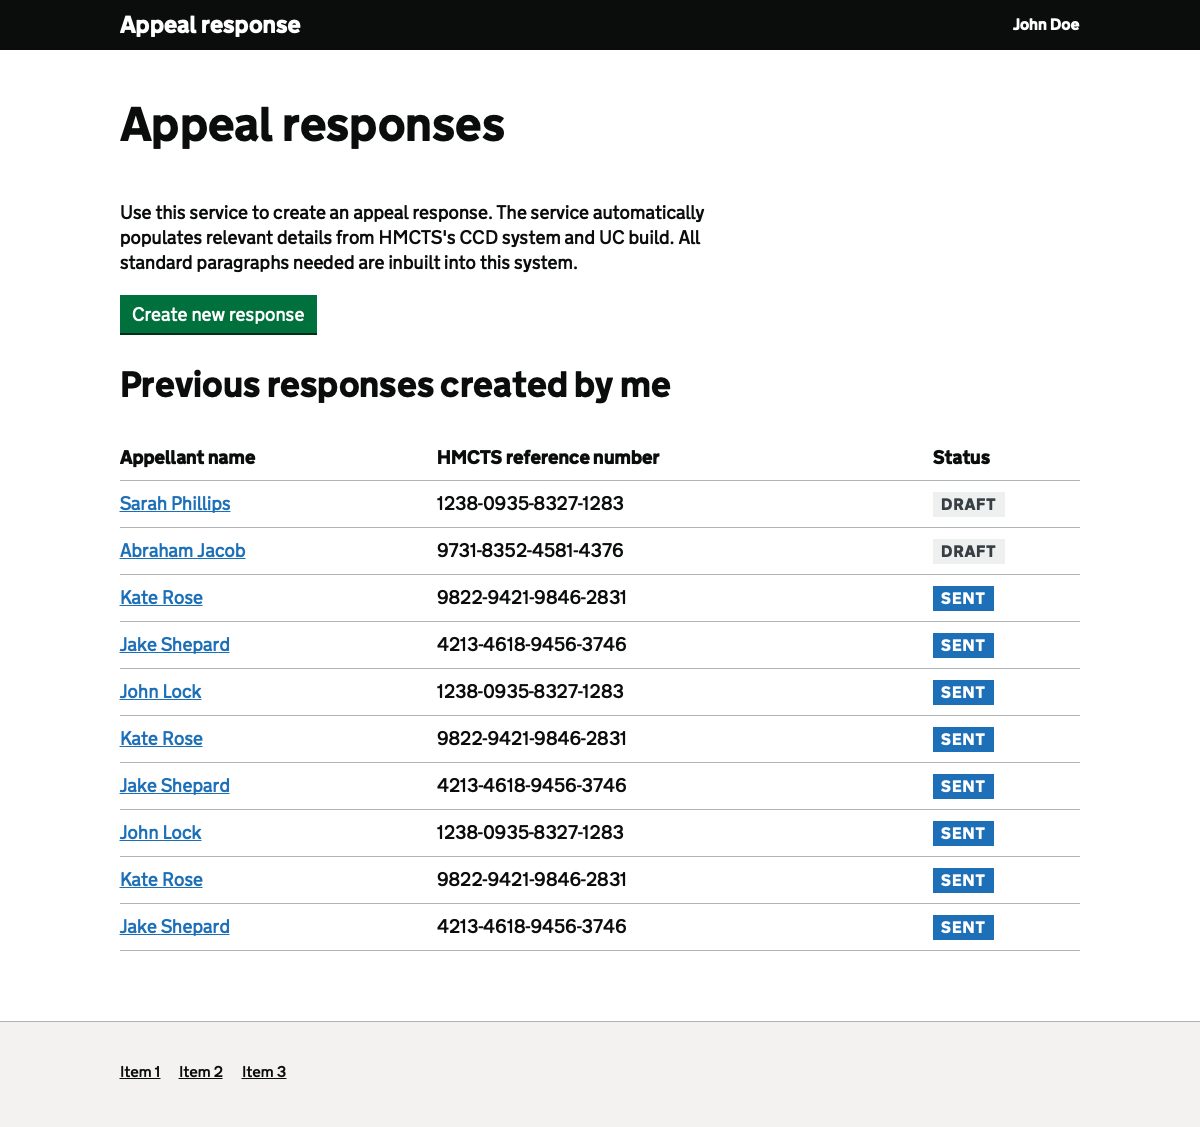 Appeal response John Doe
Appeal responses
Use this service to create an appeal response. The service automatically
populates relevant details from HMCTS's CCD system and UC build. All
standard paragraphs needed are inbuilt into this system.
Create new response
Previous responses created by me
Appellant name HMCTS reference number Status
Sarah Phillips 1238-0935-8327-1283 DRAFT
Abraham Jacob 9731-8352-4581-4376 DRAFT
Kate Rose 9822-9421-9846-2831 SENT
Jake Shepard 4213-4618-9456-3746 SENT
John Lock 1238-0935-8327-1283 SENT
Kate Rose 9822-9421-9846-2831 SENT
Jake Shepard 4213-4618-9456-3746 SENT
John Lock 1238-0935-8327-1283 SENT
Kate Rose 9822-9421-9846-2831 SENT
Jake Shepard 4213-4618-9456-3746 SENT
Item 1 Item 2 Item 3